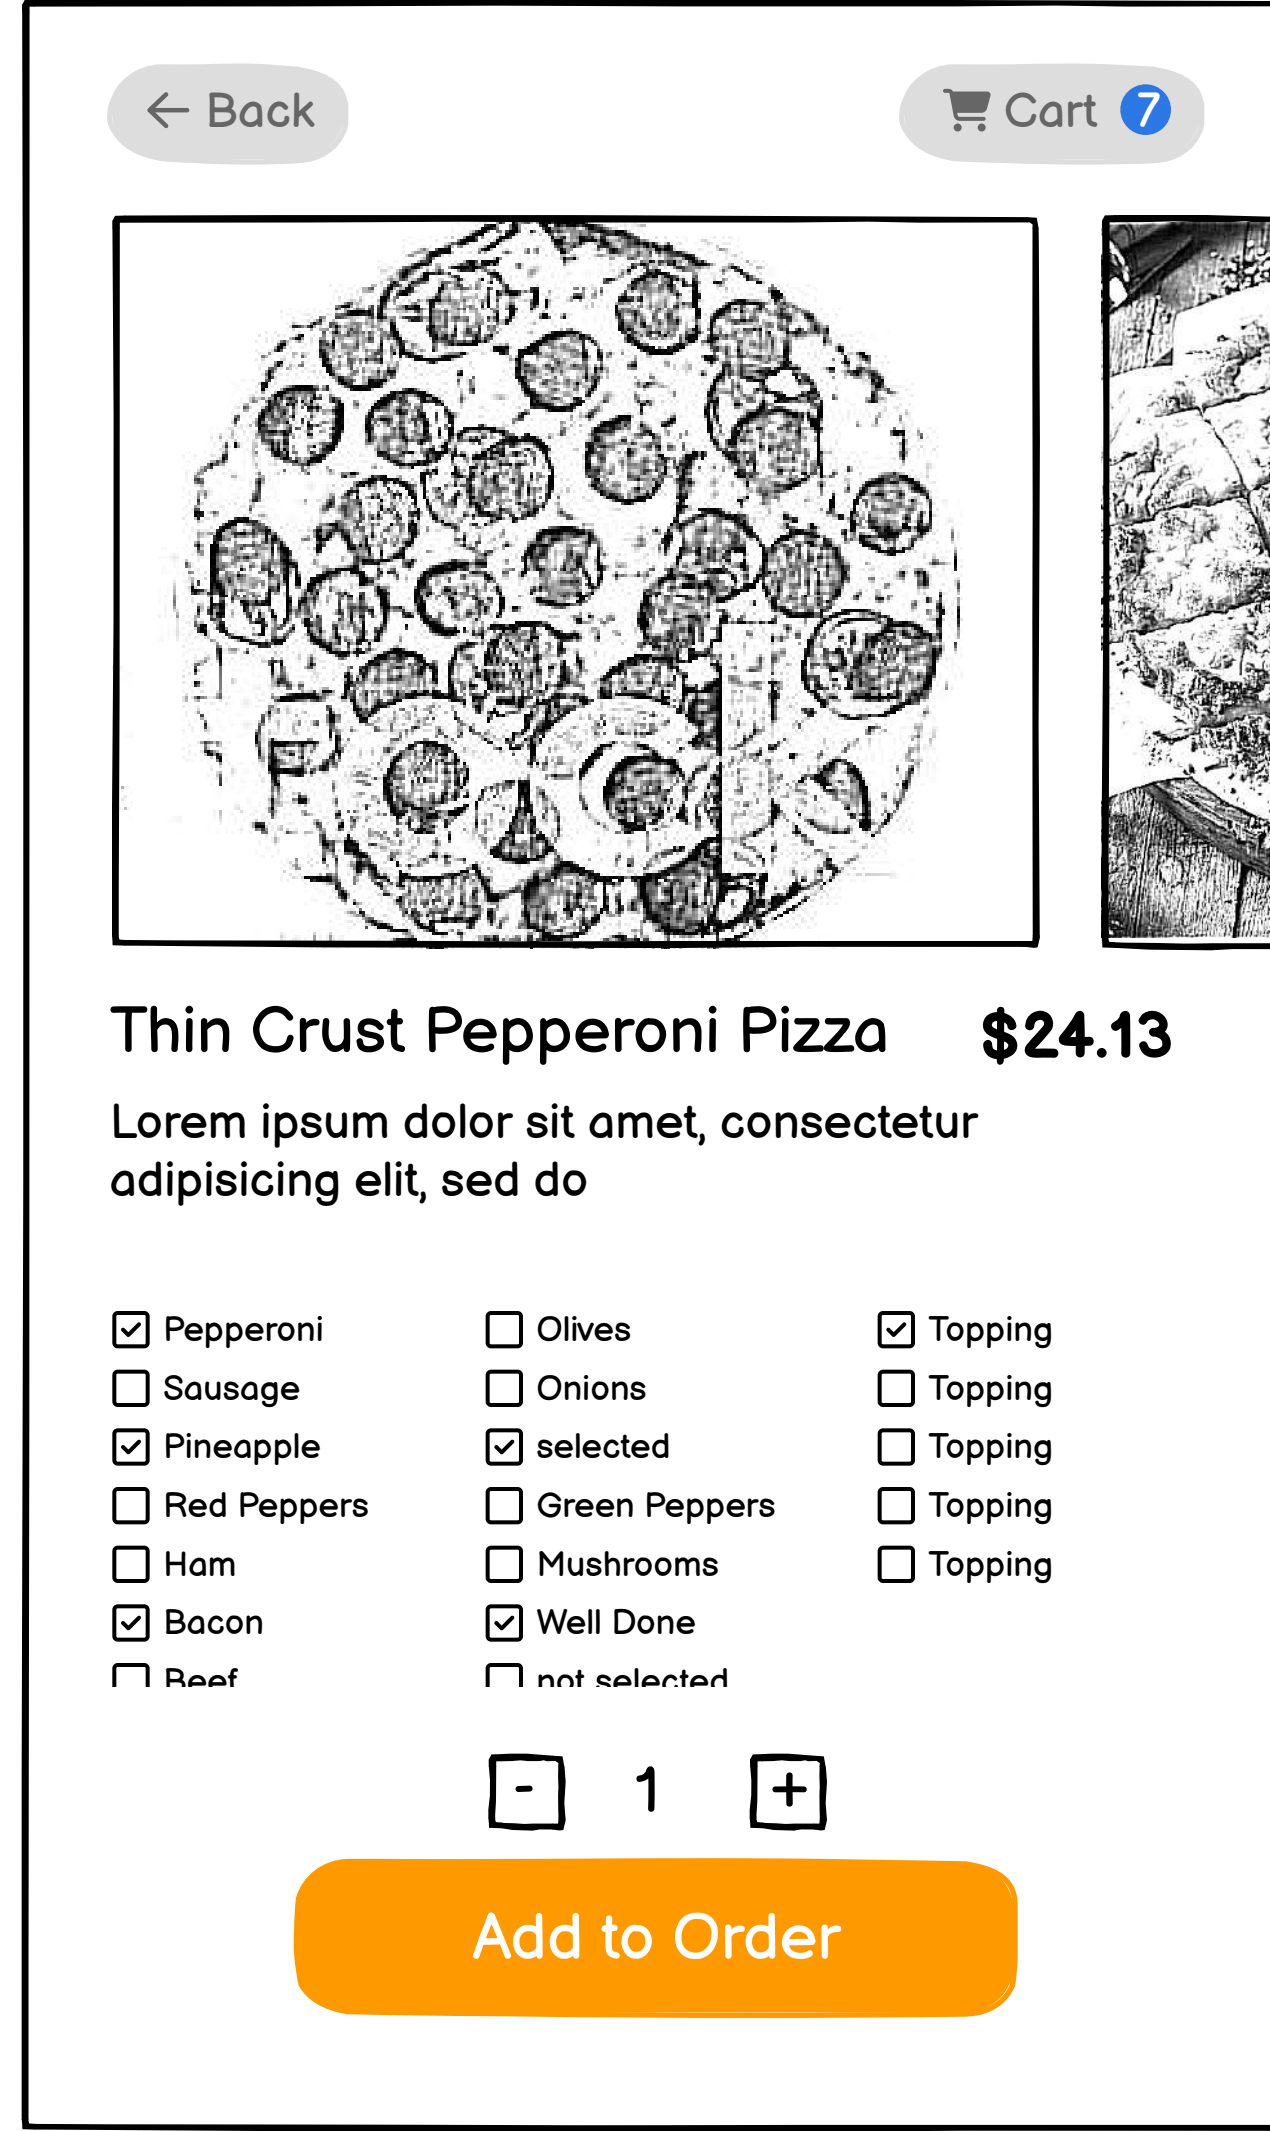 Back
Cart 7
Thin Crust Pepperoni Pizza $24.13
Lorem ipsum dolor sit amet, consectetur
adipisicing elit, sed do
Pepperoni Olives Topping
Sausage Onions Topping
Pineapple selected Topping
Red Peppers Green Peppers Topping
Ham Mushrooms Topping
Bacon Well Done
Beef not selected
- 1 +
Add to Order